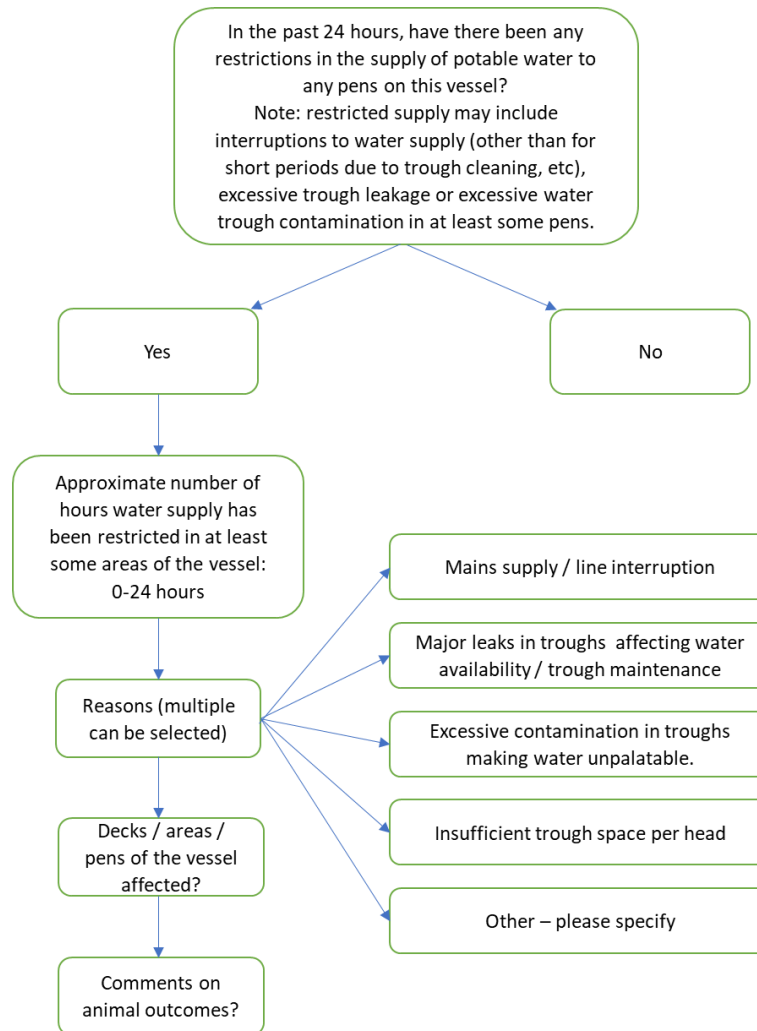 In the past 24 hours, have there been any
restrictions in the supply of potable water to
any pens on this vessel?
Note: restricted supply may include
interruptions to water supply (other than for
short periods due to trough cleaning, etc),
excessive trough leakage or excessive water
trough contamination in at least some pens.
Yes
No
Approximate number of
hours water supply has
been restricted in at least
some areas of the vessel:
0-24 hours
Reasons (multiple
can be selected)
Mains supply / line interruption
Major leaks in troughs affecting water
availability / trough maintenance
Excessive contamination in troughs
making water unpalatable.
Insufficient trough space per head
Other – please specify
Decks / areas /
pens of the vessel
affected?
Comments on
animal outcomes?